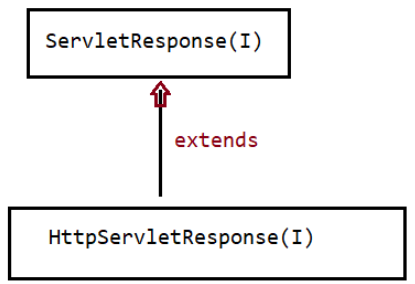 ServletResponse(I)
extends
HttpServletResponse(I)